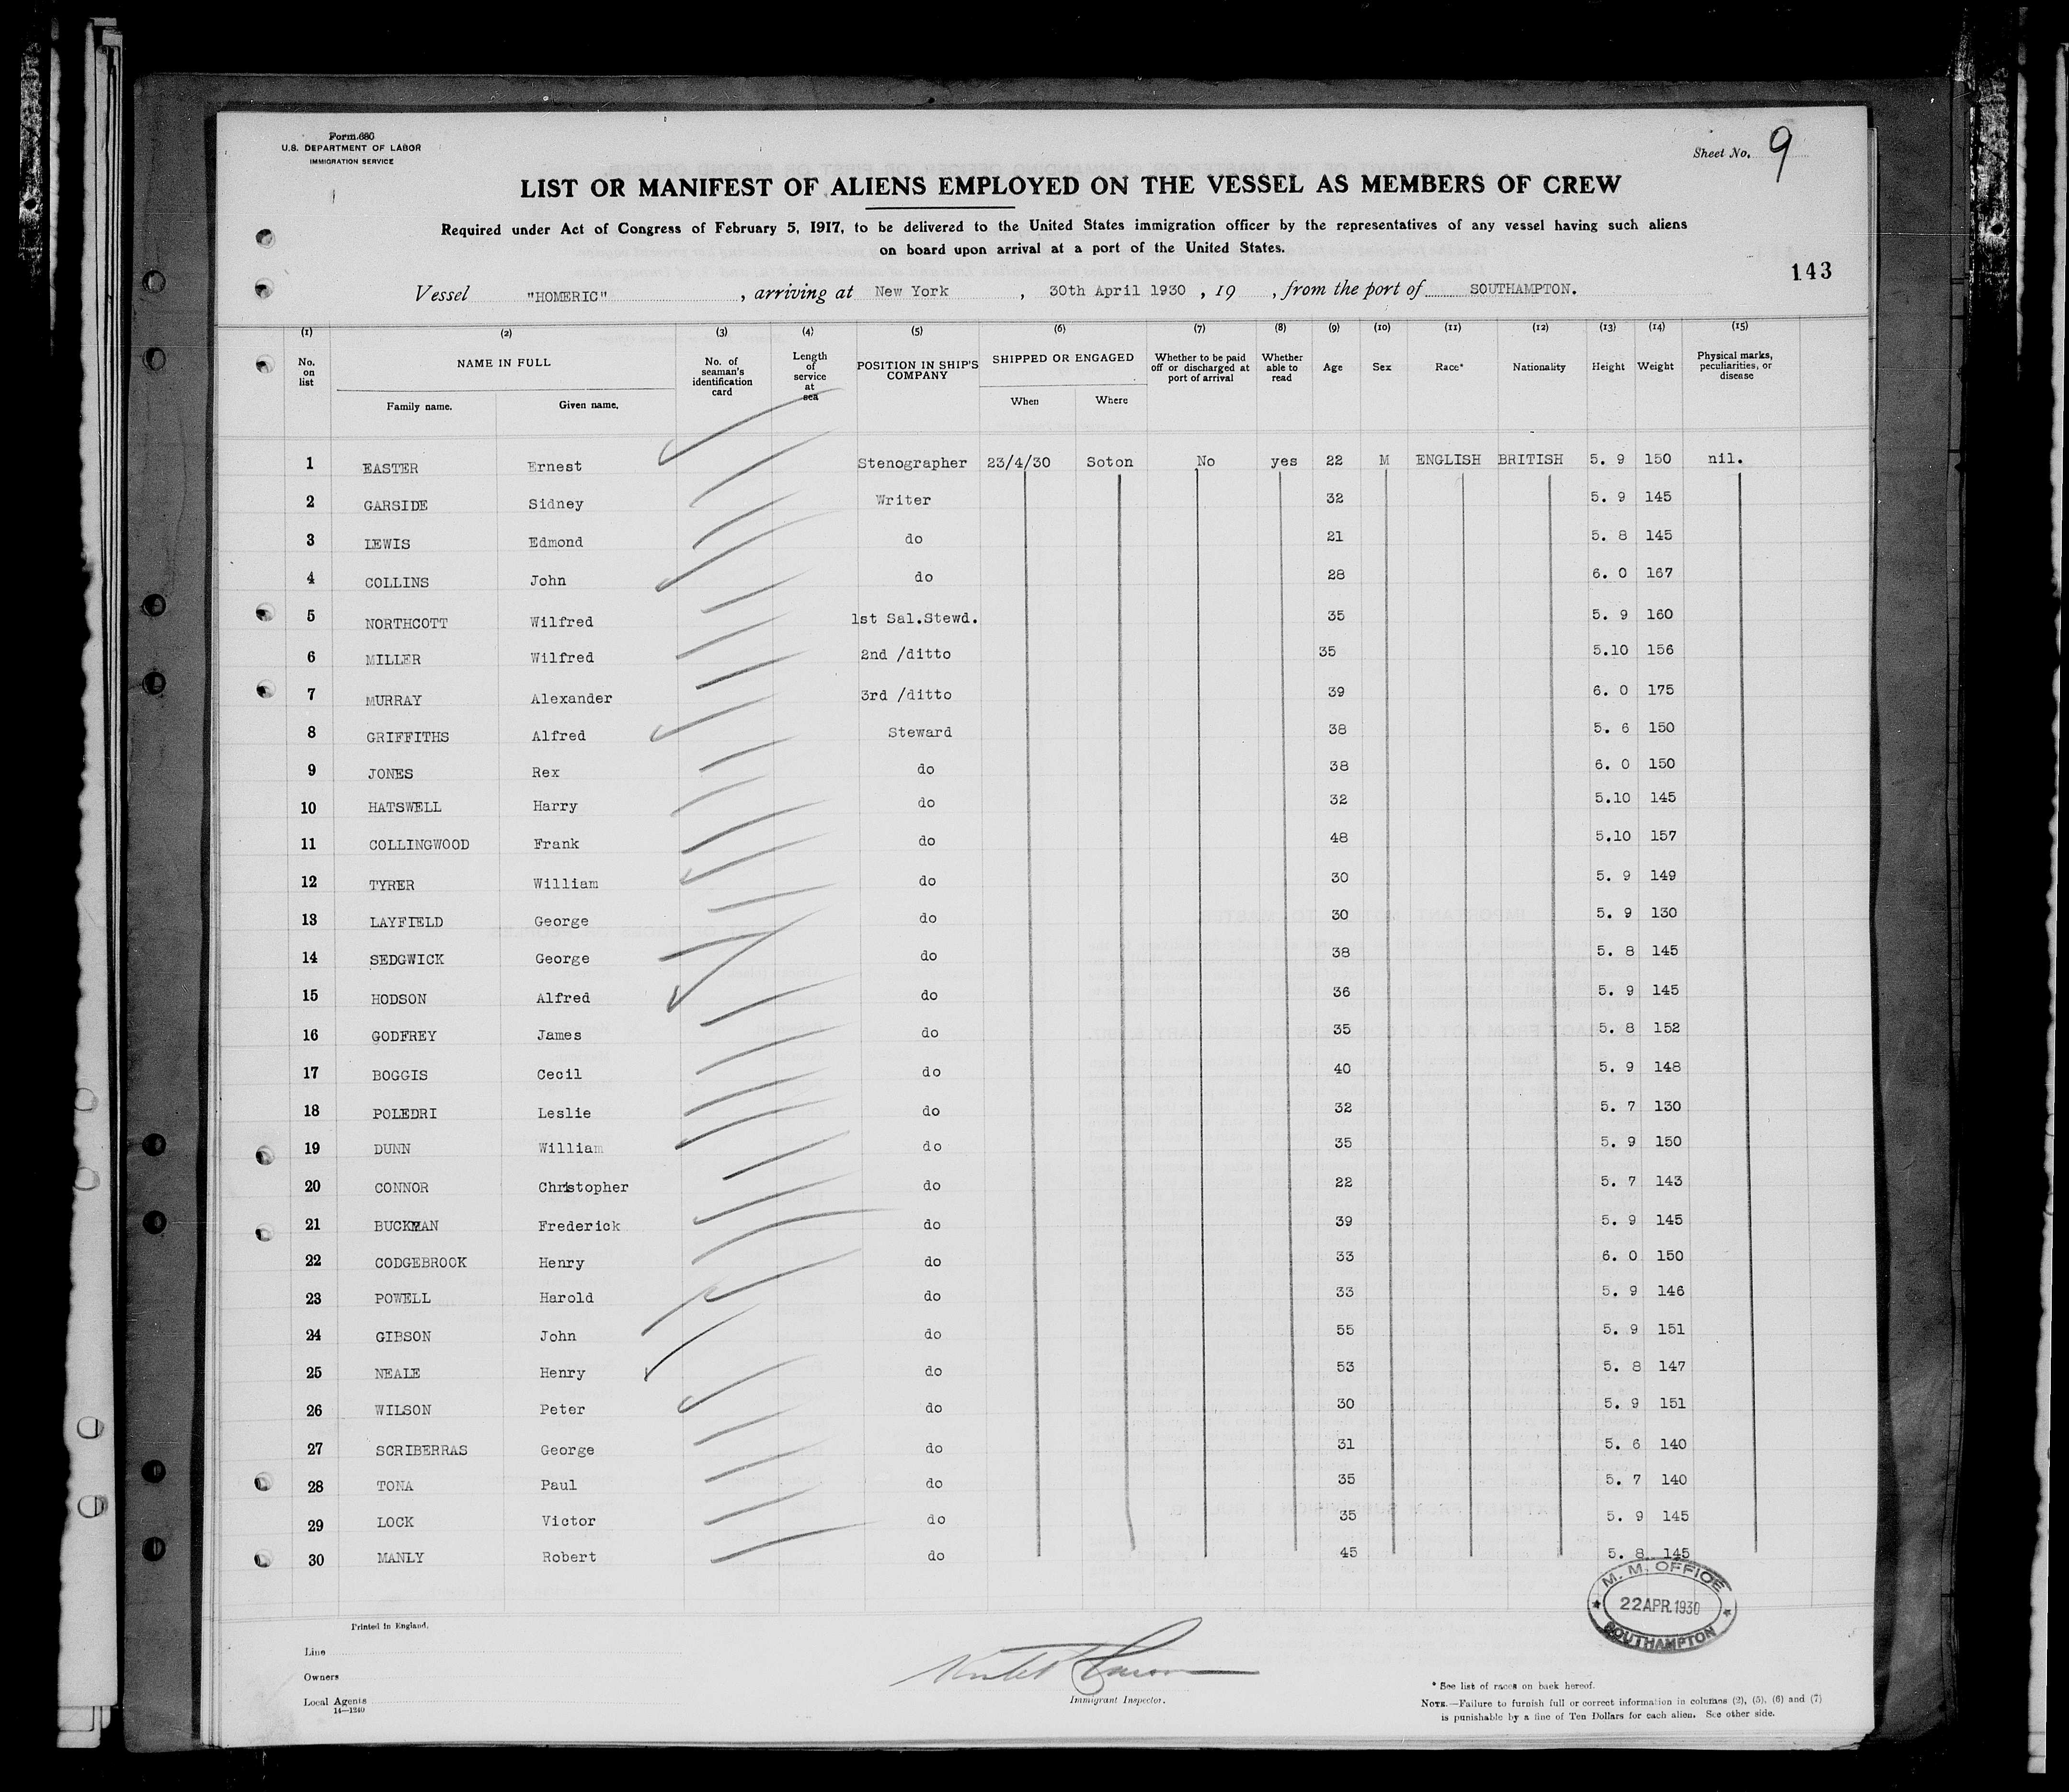 Form 680
U.S. DEPARTMENT OF LABOR
IMMIGRATION SERVICE
Sheet No. 9
LIST OR MANIFEST OF ALIENS EMPLOYED ON THE VESSEL AS MEMBERS OF CREW
Required under Act of Congress of February 5, 1917, to be delivered to the United States immigration officer by the representatives of any vessel having such aliens
on board upon arrival at a port of the United States.
143
Vessel "HOMERIC", arriving at New York, 30th April 1930, 19 , from the port of SOUTHAMPTON.
(1) (2) (3) (4) (5) (6) (7) (8) (9) (10) (11) (12) (13) (14) (15)
No. on list NAME IN FULL No. of seaman's identification card Length of service at sea POSITION IN SHIP'S COMPANY SHIPPED OR ENGAGED Whether to be paid off or discharged at port of arrival Whether able to read Age Sex Race* Nationality Height Weight Physical marks, peculiarities, or disease
Family name. Given name. When Where
1 EASTER Ernest Stenographer 23/4/30 Soton No yes 22 M ENGLISH BRITISH 5. 9 150 nil.
2 GARSIDE Sidney Writer 32 5. 9 145
3 LEWIS Edmond do 21 5. 8 145
4 COLLINS John do 28 6. 0 167
5 NORTHCOTT Wilfred 1st Sal.Stewd. 35 5. 9 160
6 MILLER Wilfred 2nd /ditto 35 5.10 156
7 MURRAY Alexander 3rd /ditto 39 6. 0 175
8 GRIFFITHS Alfred Steward 38 5. 6 150
9 JONES Rex do 38 6. 0 150
10 HATSWELL Harry do 32 5.10 145
11 COLLINGWOOD Frank do 48 5.10 157
12 TYRER William do 30 5. 9 149
13 LAYFIELD George do 30 5. 9 130
14 SEDGWICK George do 38 5. 8 145
15 HODSON Alfred do 36 5. 9 145
16 GODFREY James do 35 5. 8 152
17 BOGGIS Cecil do 40 5. 9 148
18 POLEDRI Leslie do 32 5. 7 130
19 DUNN William do 35 5. 9 150
20 CONNOR Christopher do 22 5. 7 143
21 BUCKMAN Frederick do 39 5. 9 145
22 CODGEBROOK Henry do 33 6. 0 150
23 POWELL Harold do 33 5. 9 146
24 GIBSON John do 55 5. 9 151
25 NEALE Henry do 53 5. 8 147
26 WILSON Peter do 30 5. 9 151
27 SCRIBERRAS George do 31 5. 6 140
28 TONA Paul do 35 5. 7 140
29 LOCK Victor do 35 5. 9 145
30 MANLY Robert do 45 5. 8 145
M. M. OFFICE
22 APR. 1930
SOUTHAMPTON
Printed in England.
Line
Owners
Local Agents
14—1240
Immigrant Inspector.
* See list of races on back hereof.
NOTE.—Failure to furnish full or correct information in columns (2), (5), (6) and (7)
is punishable by a fine of Ten Dollars for each alien. See other side.